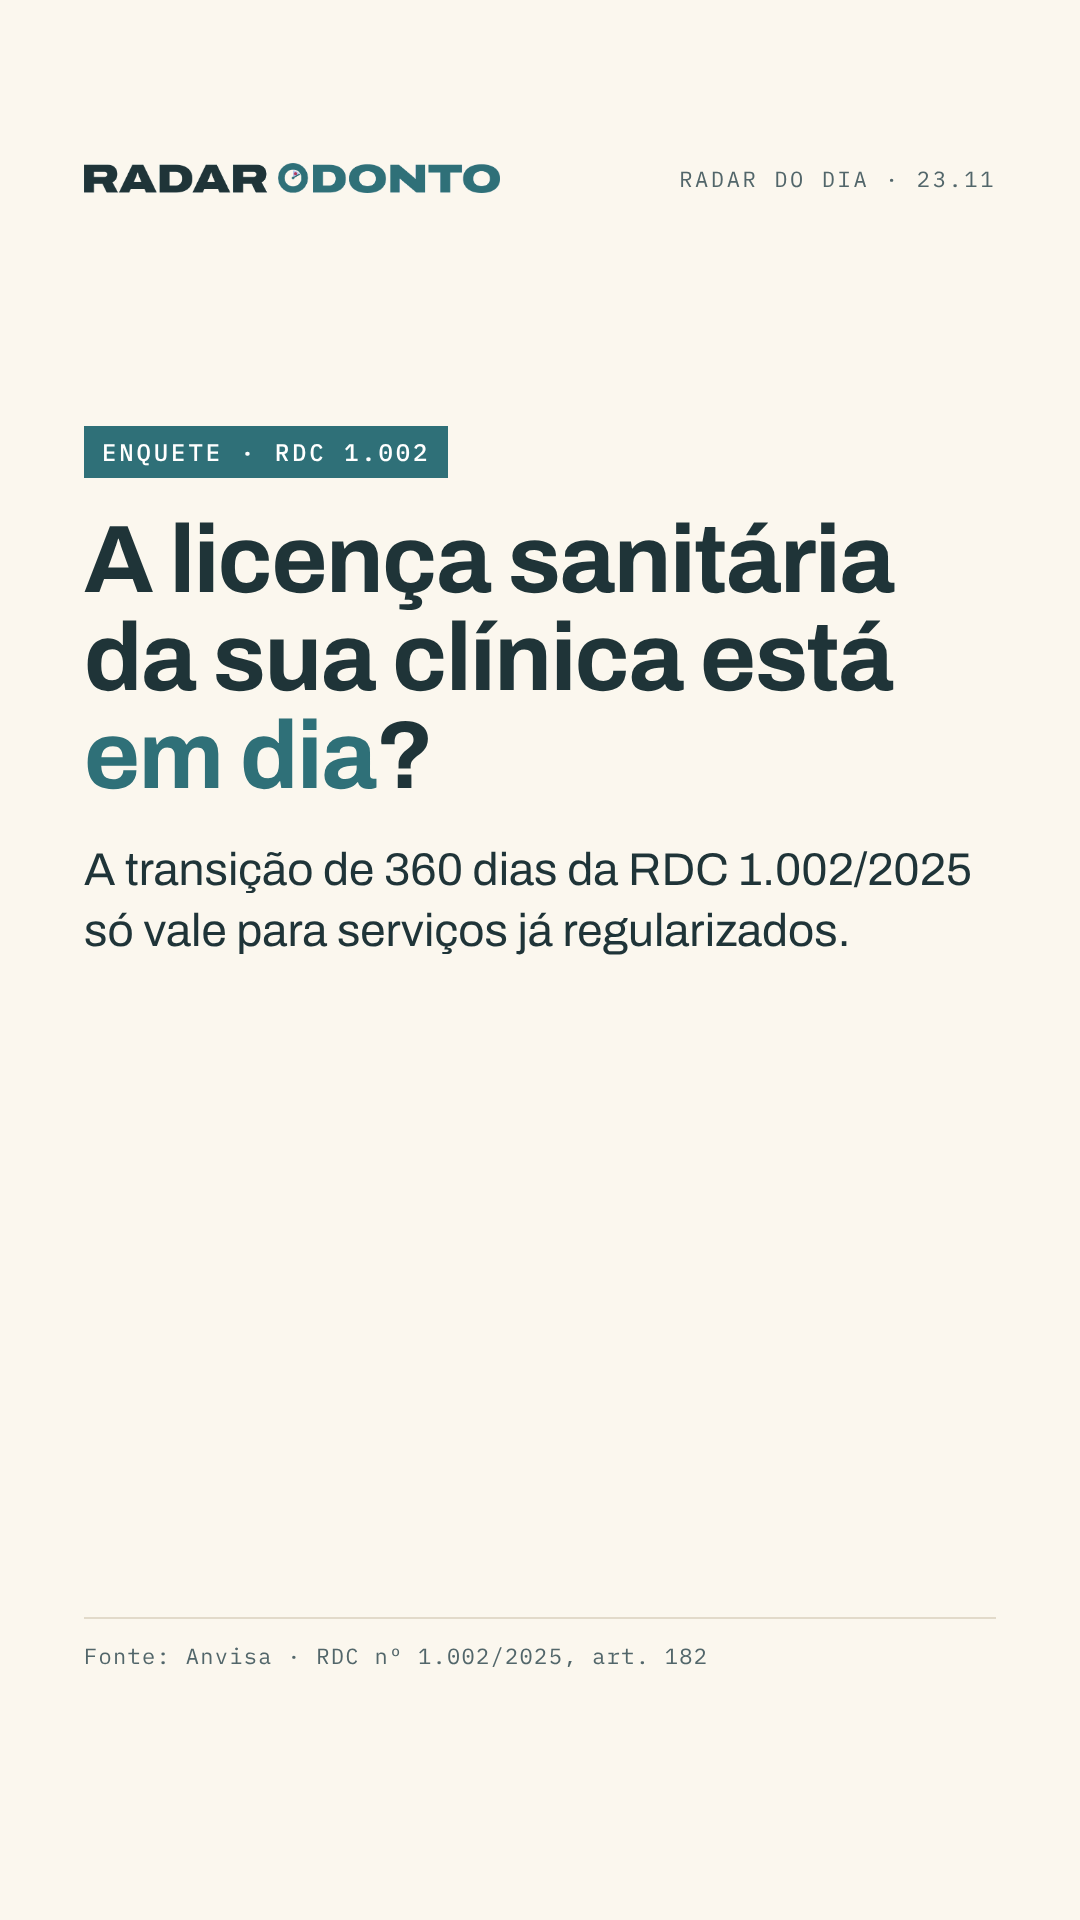 RADAR ODONTO
RADAR DO DIA · 23.11
ENQUETE · RDC 1.002
A licença sanitária
da sua clínica está
em dia?
A transição de 360 dias da RDC 1.002/2025
só vale para serviços já regularizados.
Fonte: Anvisa · RDC nº 1.002/2025, art. 182